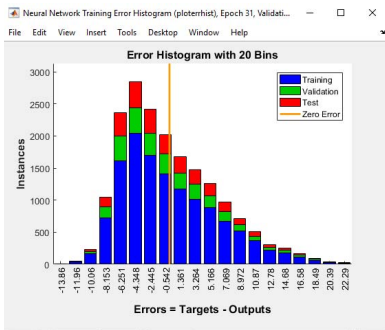 Neural Network Training Error Histogram (ploterrhist), Epoch 31, Validati...
File Edit View Insert Tools Desktop Window Help
Error Histogram with 20 Bins
3000
2500
2000
1500
1000
500
0
Instances
Training
Validation
Test
Zero Error
-13.86 -11.96 -10.06 -8.153 -6.251 -4.348 -2.445 -0.542 1.361 3.264 5.166 7.069 8.972 10.87 12.78 14.68 16.58 18.49 20.39 22.29
Errors = Targets - Outputs